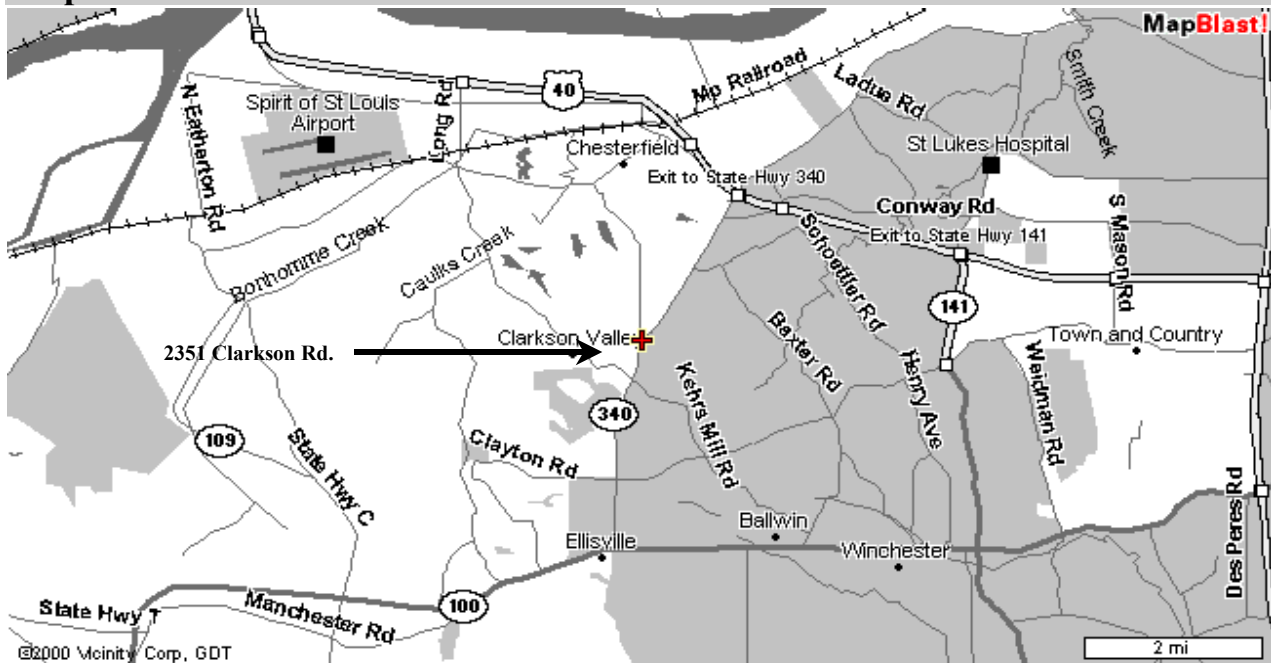 MapBlast!
40
Mp Railroad
Ladue Rd
Smith Creek
N Eatherton Rd
Spirit of St Louis
Airport
Long Rd
Chesterfield
St Lukes Hospital
Exit to State Hwy 340
Conway Rd
S Mason Rd
Exit to State Hwy 141
Schoettler Rd
Bonhomme Creek
Caulks Creek
141
Baxter Rd
Town and Country
Clarkson Valley
2351 Clarkson Rd.
Kehrs Mill Rd
Henry Ave
Weidman Rd
340
109
State Hwy C
Clayton Rd
Des Peres Rd
Ballwin
Ellisville
Winchester
State Hwy T
Manchester Rd
100
2 mi
©2000 Vicinity Corp, GDT